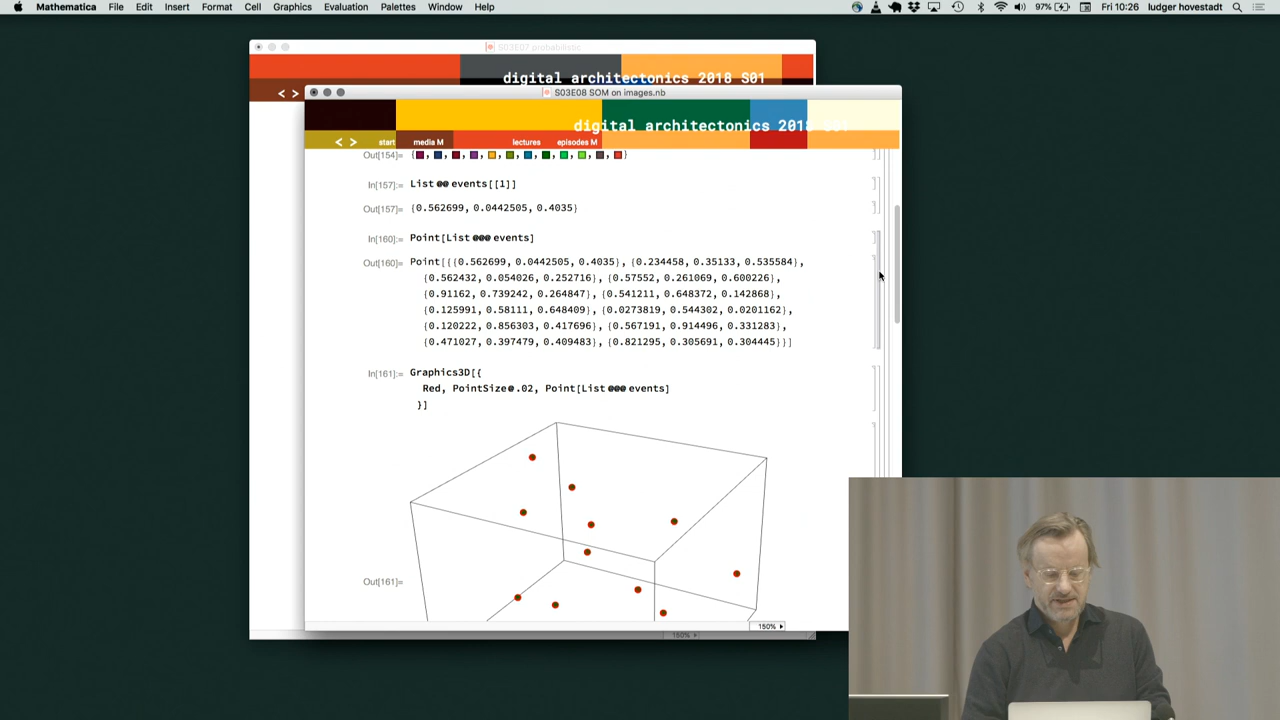 Mathematica File Edit Insert Format Cell Graphics Evaluation Palettes Window Help 97% Fri 10:26 ludger hovestadt
S03E07 probabilistic
digital architectonics 2018 S01
< >
S03E08 SOM on images.nb
digital architectonics 2018 S01
< > start media M lectures episodes M
Out[154]= {■,■,■,■,■,■,■,■,■,■,■,■}
In[157]:= List@@events[[1]]
Out[157]= {0.562699, 0.0442505, 0.4035}
In[160]:= Point[List@@@events]
Out[160]= Point[{{0.562699, 0.0442505, 0.4035}, {0.234458, 0.35133, 0.535584},
{0.562432, 0.054026, 0.252716}, {0.57552, 0.261069, 0.600226},
{0.91162, 0.739242, 0.264847}, {0.541211, 0.648372, 0.142868},
{0.125991, 0.58111, 0.648409}, {0.0273819, 0.544302, 0.0201162},
{0.120222, 0.856303, 0.417696}, {0.567191, 0.914496, 0.331283},
{0.471027, 0.397479, 0.409483}, {0.821295, 0.305691, 0.304445}}]
In[161]:= Graphics3D[{
Red, PointSize@.02, Point[List@@@events]
}]
Out[161]=
150%
150%